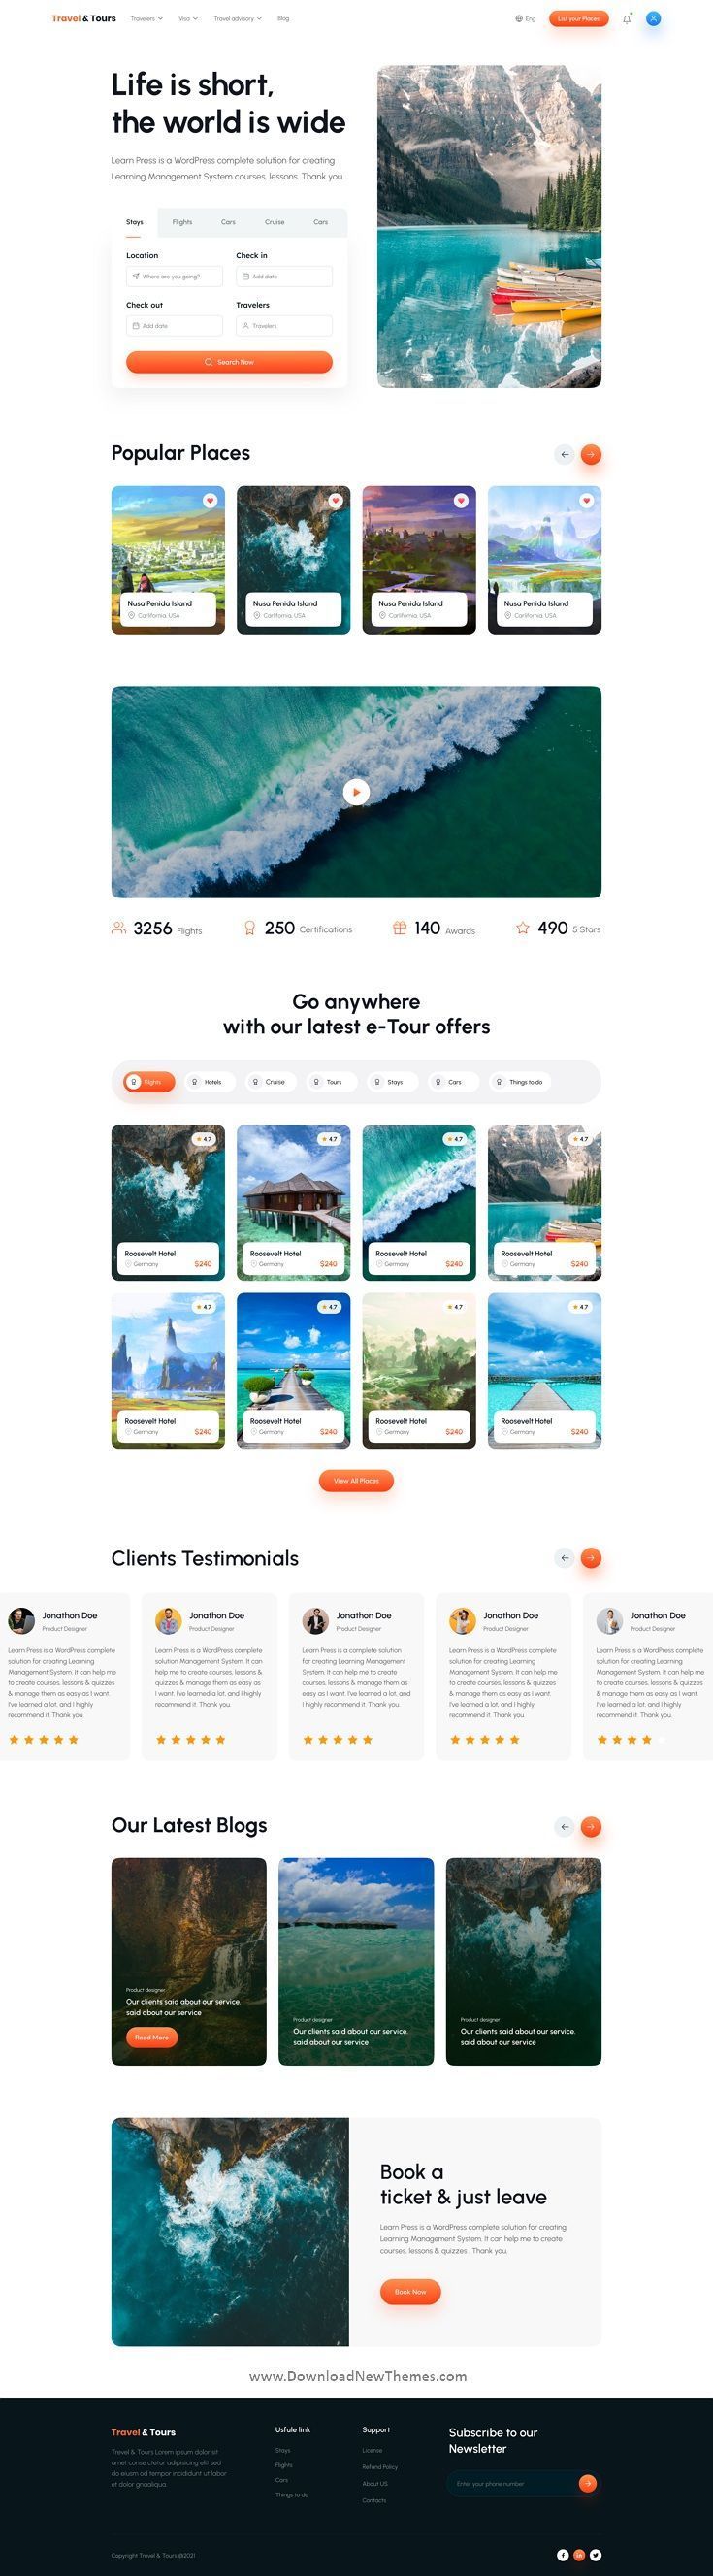 Travel & Tours Travelers Visa Travel advisory Blog Eng List your Places
Life is short,
the world is wide
Learn Press is a WordPress complete solution for creating
Learning Management System courses, lessons. Thank you.
Stays Flights Cars Cruise Cars
Location Check in
Where are you going? Add date
Check out Travelers
Add date Travelers
Search Now
Popular Places
Nusa Penida Island Nusa Penida Island Nusa Penida Island Nusa Penida Island
Carlifornia, USA Carlifornia, USA Carlifornia, USA Carlifornia, USA
3256 Flights 250 Certifications 140 Awards 490 5 Stars
Go anywhere
with our latest e-Tour offers
Flights Hotels Cruise Tours Stays Cars Things to do
4.7 4.7 4.7 4.7
Roosevelt Hotel Roosevelt Hotel Roosevelt Hotel Roosevelt Hotel
Germany $240 Germany $240 Germany $240 Germany $240
4.7 4.7 4.7 4.7
Roosevelt Hotel Roosevelt Hotel Roosevelt Hotel Roosevelt Hotel
Germany $240 Germany $240 Germany $240 Germany $240
View All Places
Clients Testimonials
Jonathon Doe
Product Designer
Learn Press is a WordPress complete
solution for creating Learning
Management System. It can help me
to create courses, lessons & quizzes
& manage them as easy as I want.
I've learned a lot, and I highly
recommend it. Thank you.
Jonathon Doe
Product Designer
Learn Press is a WordPress complete
solution Management System. It can
help me to create courses, lessons &
quizzes & manage them as easy as
I want. I've learned a lot, and I highly
recommend it. Thank you.
Jonathon Doe
Product Designer
Learn Press is a complete solution
for creating Learning Management
System. It can help me to create
courses, lessons & manage them as
easy as I want. I've learned a lot, and
I highly recommend it. Thank you.
Jonathon Doe
Product Designer
Learn Press is a WordPress complete
solution for creating Learning
Management System. It can help me
to create courses, lessons & quizzes
& manage them as easy as I want.
I've learned a lot, and I highly
recommend it. Thank you.
Jonathon Doe
Product Designer
Learn Press is a WordPress complete
solution for creating Learning
Management System. It can help me
to create courses, lessons & quizzes
& manage them as easy as I want.
I've learned a lot, and I highly
recommend it. Thank you.
Our Latest Blogs
Product designer
Our clients said about our service.
said about our service
Read More
Product designer
Our clients said about our service.
said about our service
Product designer
Our clients said about our service.
said about our service
Book a
ticket & just leave
Learn Press is a WordPress complete solution for creating
Learning Management System. It can help me to create
courses, lessons & quizzes . Thank you.
Book Now
www.DownloadNewThemes.com
Travel & Tours
Travel & Tours Lorem ipsum dolor sit
amet conse ctetur adipisicing elit sed
do eiusm od tempor incididunt ut labor
et dolor gnaaliqua.
Usfule link
Stays
Flights
Cars
Things to do
Support
License
Refund Policy
About US
Contacts
Subscribe to our
Newsletter
Enter your phone number
Copyright Travel & Tours @2021